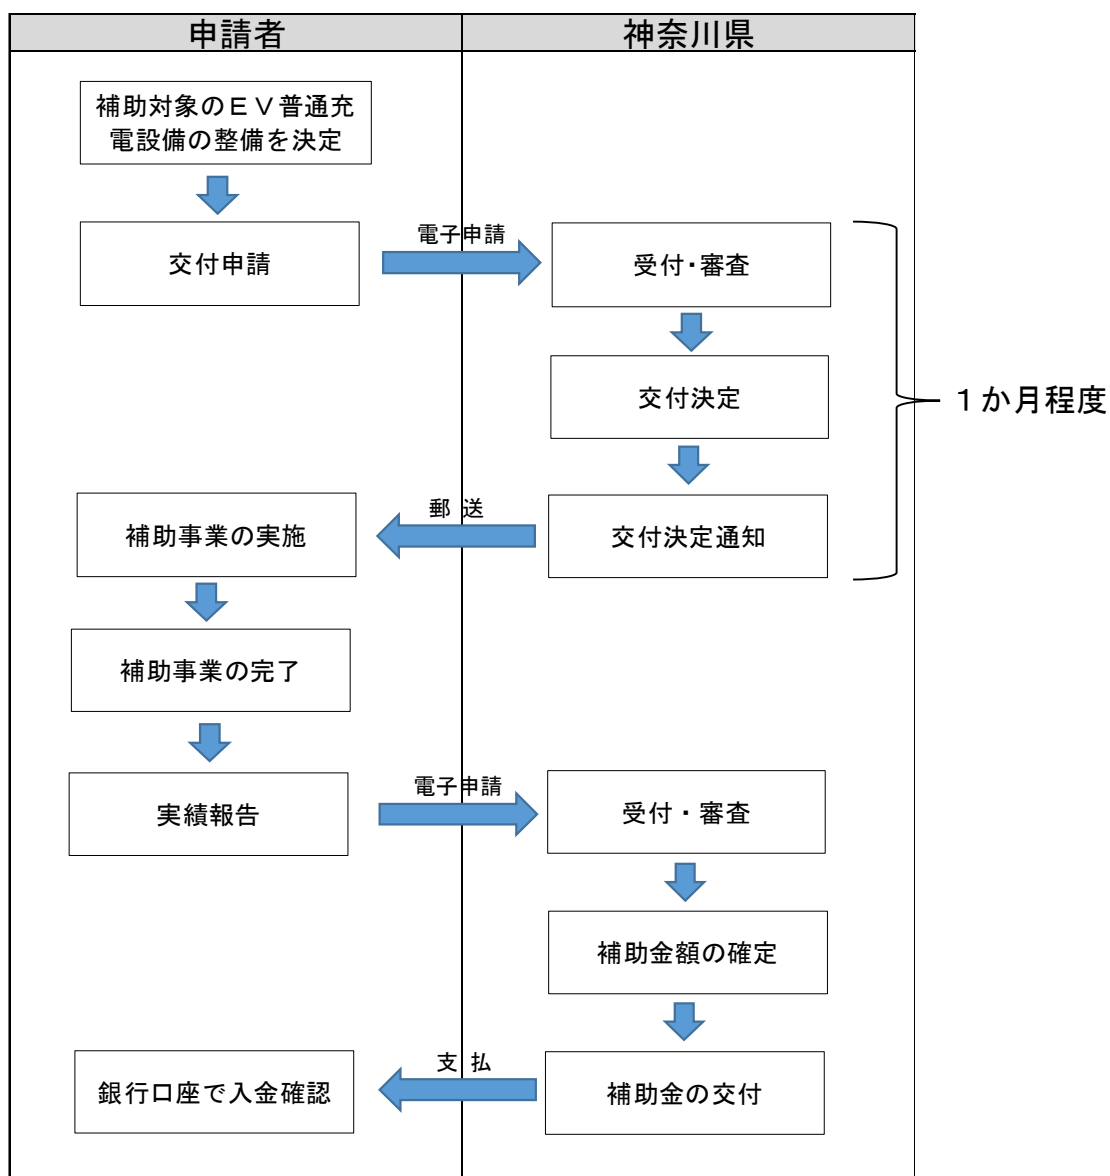 申請者
神奈川県
補助対象のＥＶ普通充
電設備の整備を決定
交付申請
電子申請
受付・審査
交付決定
１か月程度
交付決定通知
郵 送
補助事業の実施
補助事業の完了
実績報告
電子申請
受付・審査
補助金額の確定
補助金の交付
支 払
銀行口座で入金確認